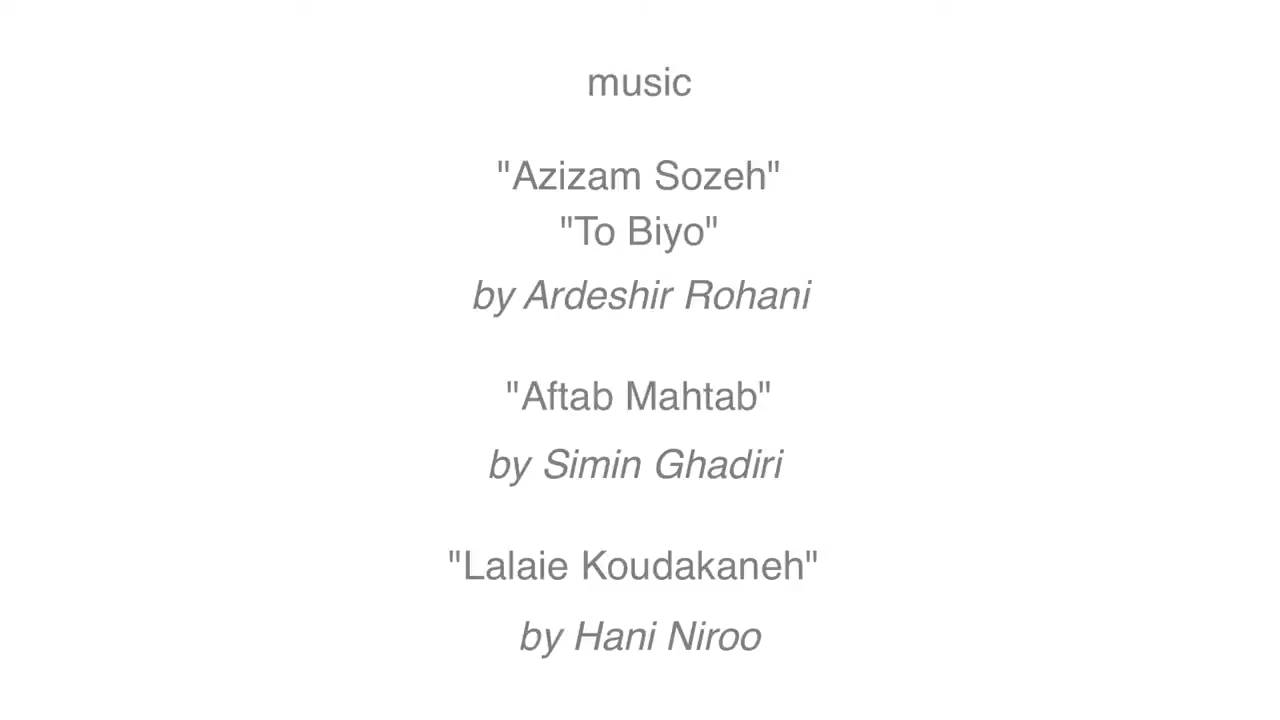 music
"Azizam Sozeh"
"To Biyo"
by Ardeshir Rohani
"Aftab Mahtab"
by Simin Ghadiri
"Lalaie Koudakaneh"
by Hani Niroo